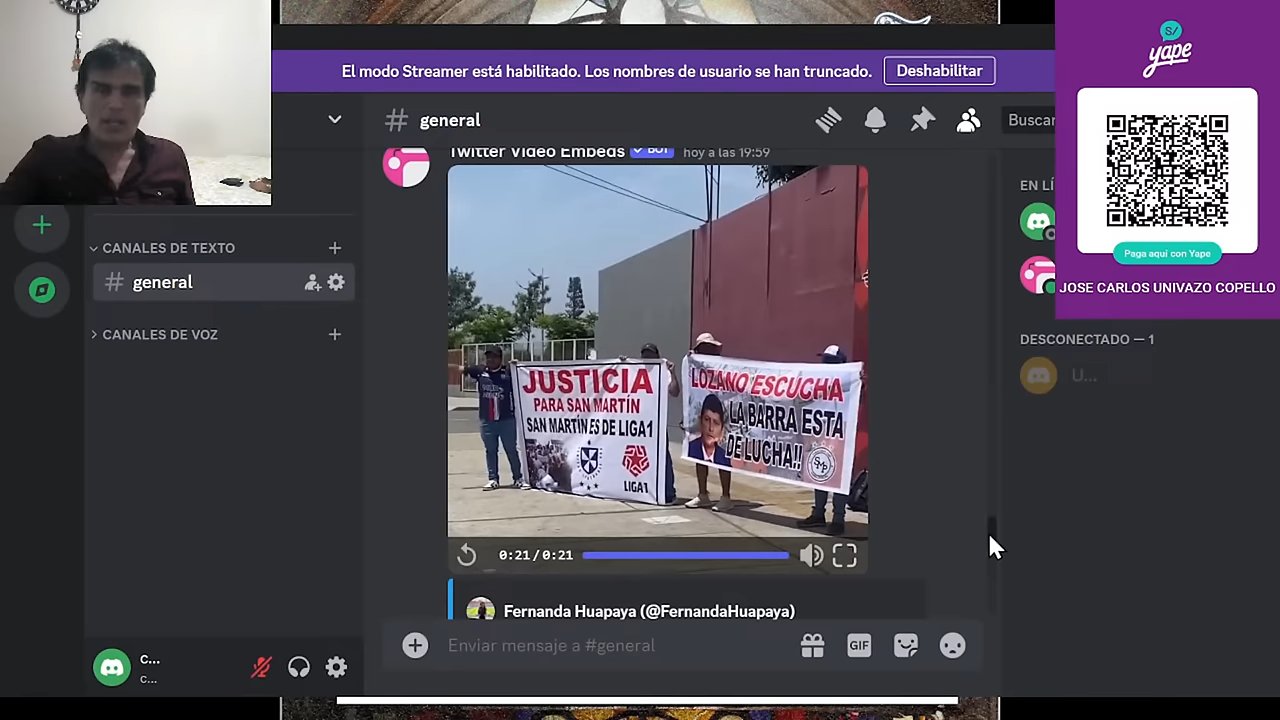 El modo Streamer está habilitado. Los nombres de usuario se han truncado.
Deshabilitar
S/
yape
Paga aquí con Yape
JOSE CARLOS UNIVAZO COPELLO
# general
Buscar
Twitter Video Embeds
✓ BOT
hoy a las 19:59
CANALES DE TEXTO
# general
CANALES DE VOZ
EN LÍ
DESCONECTADO — 1
U...
JUSTICIA
PARA SAN MARTÍN
SAN MARTÍN ES DE LIGA1
LIGA1
LOZANO ESCUCHA
LA BARRA ESTA
DE LUCHA!!
SMP
0:21/0:21
Fernanda Huapaya (@FernandaHuapaya)
Enviar mensaje a #general
GIF
C...
C...